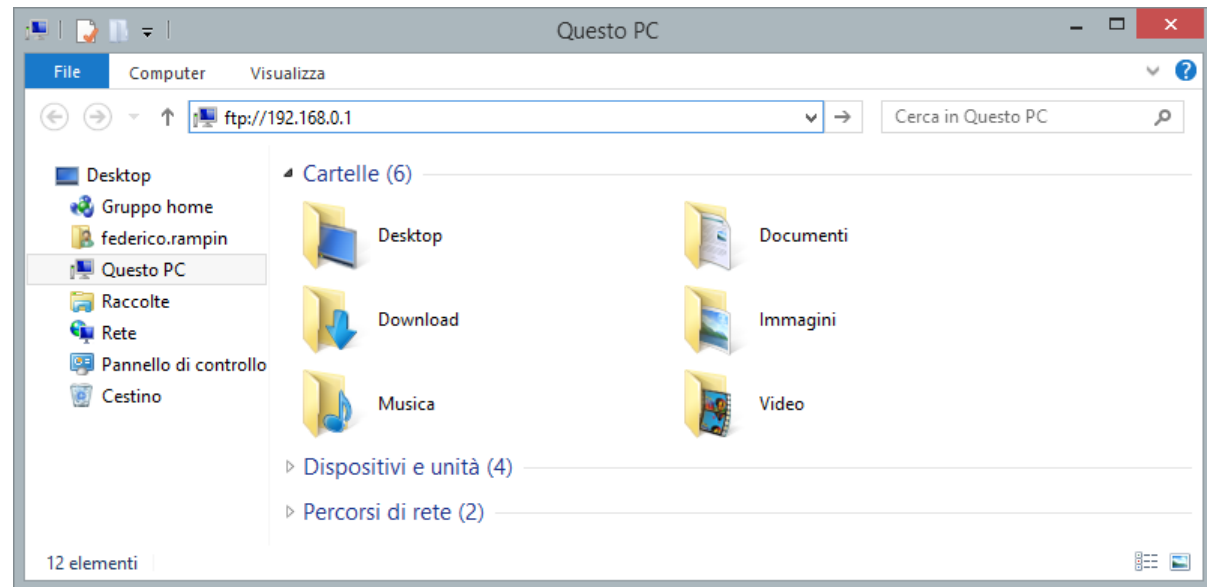 Questo PC
File Computer Visualizza
ftp://192.168.0.1
Cerca in Questo PC
Desktop
Gruppo home
federico.rampin
Questo PC
Raccolte
Rete
Pannello di controllo
Cestino
Cartelle (6)
Desktop
Documenti
Download
Immagini
Musica
Video
Dispositivi e unità (4)
Percorsi di rete (2)
12 elementi